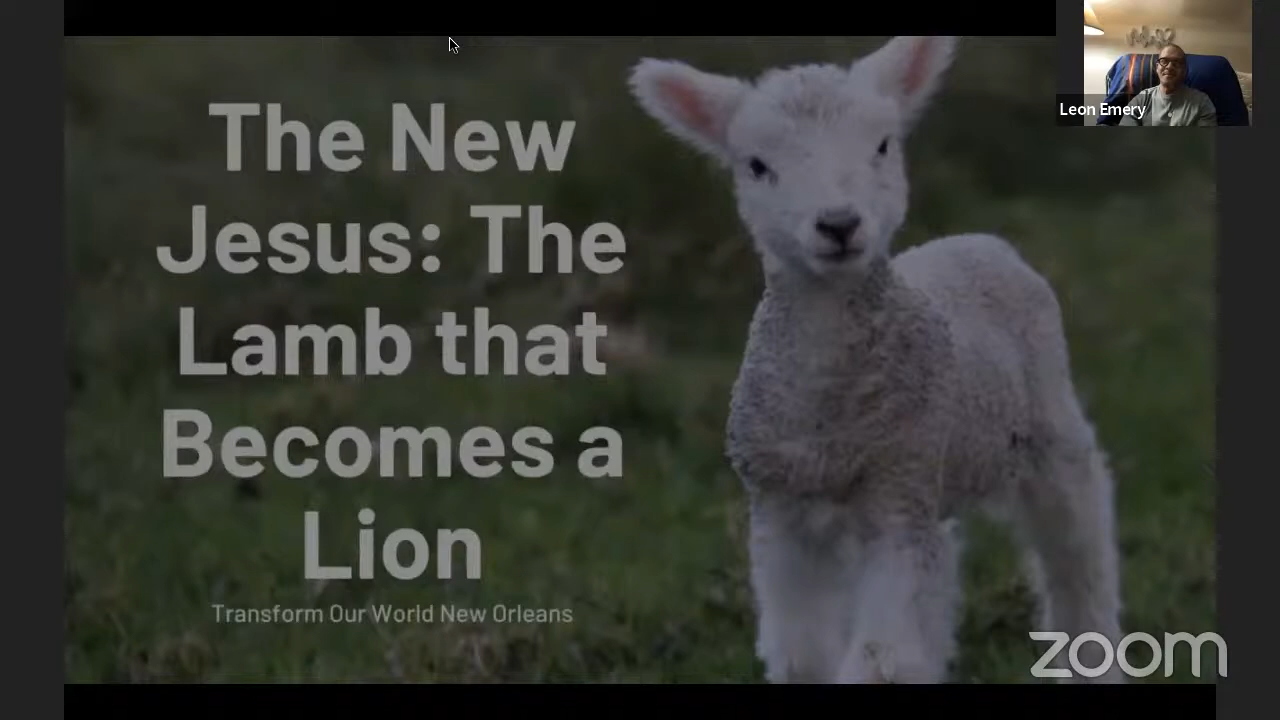 Leon Emery
The New
Jesus: The
Lamb that
Becomes a
Lion
Transform Our World New Orleans
zoom